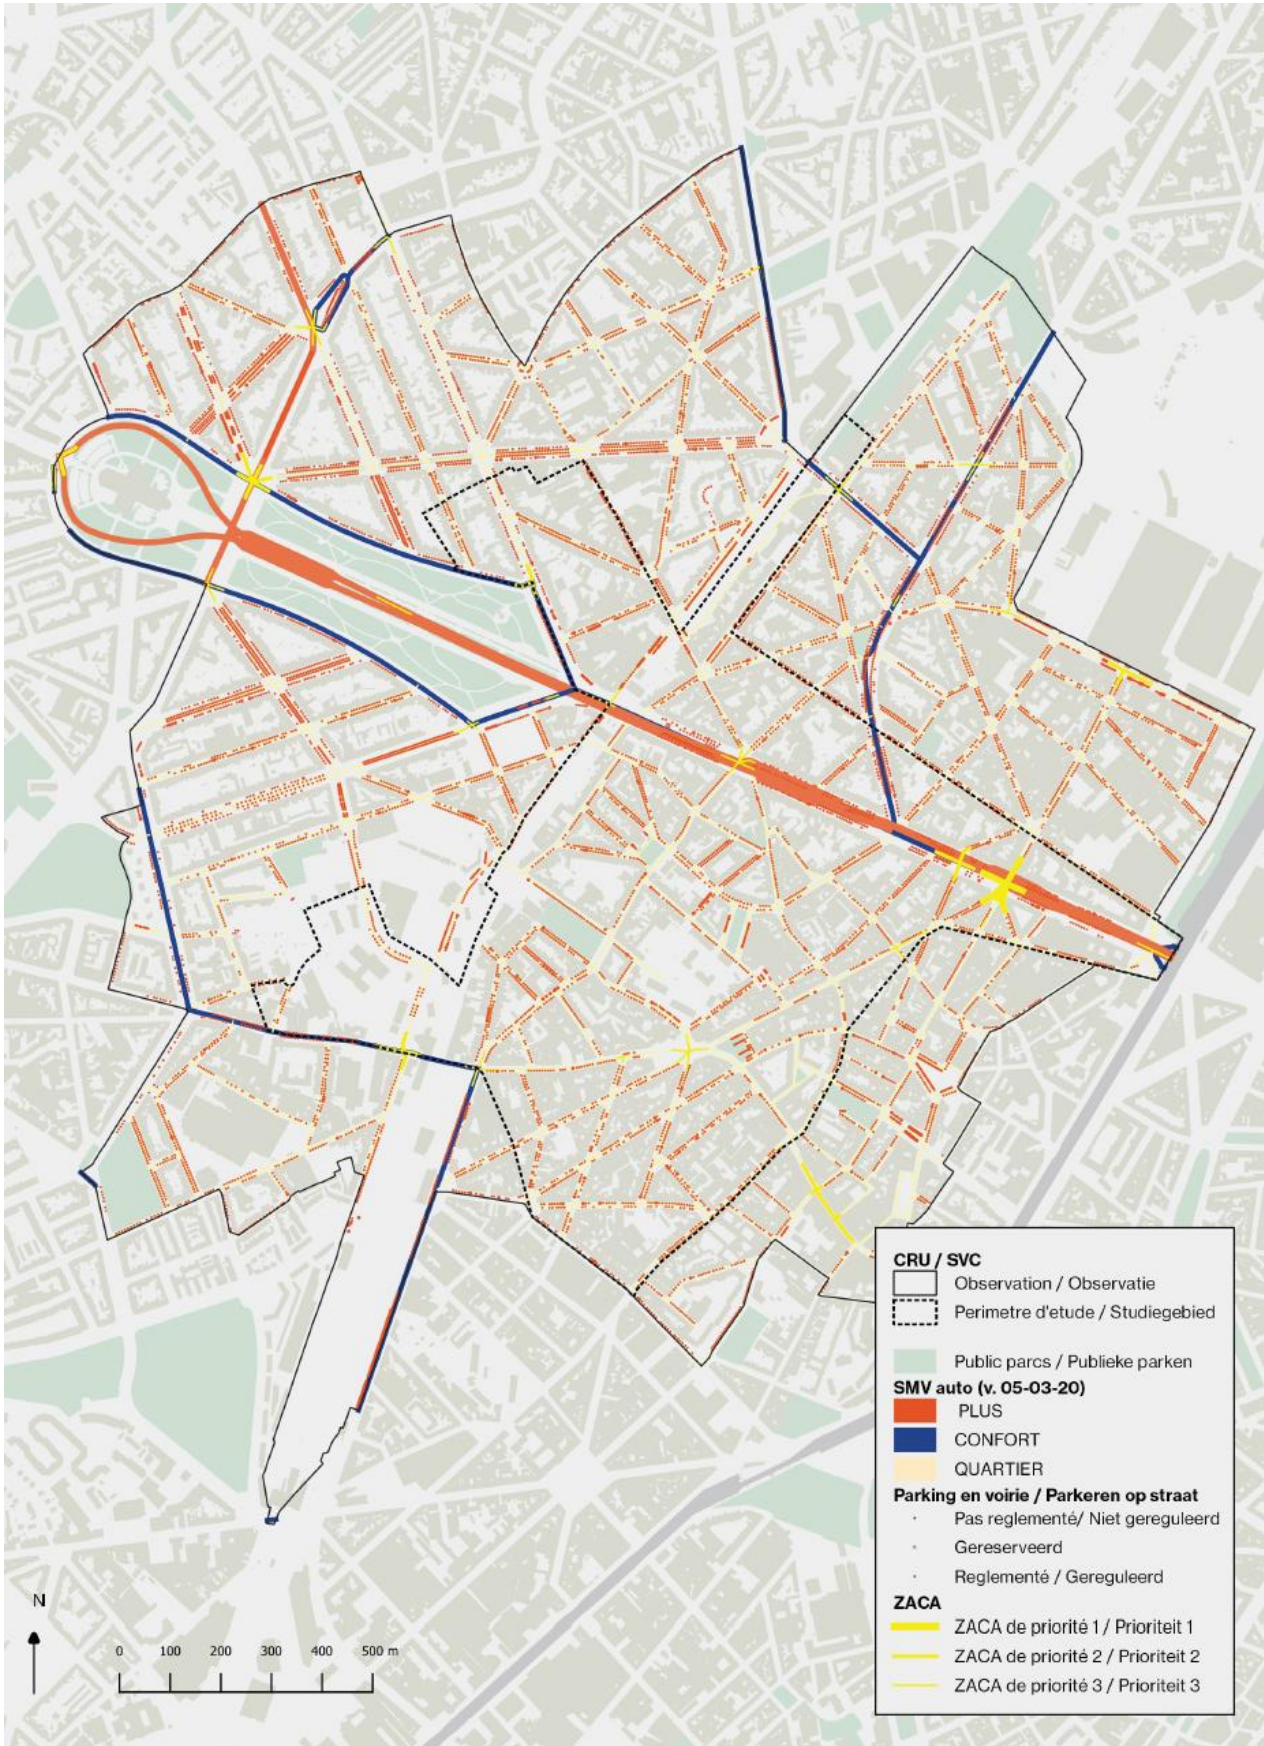 CRU / SVC
Observation / Observatie
Perimetre d'etude / Studiegebied
Public parcs / Publieke parken
SMV auto (v. 05-03-20)
PLUS
CONFORT
QUARTIER
Parking en voirie / Parkeren op straat
Pas reglementé/ Niet gereguleerd
Gereserveerd
Reglementé / Gereguleerd
ZACA
ZACA de priorité 1 / Prioriteit 1
ZACA de priorité 2 / Prioriteit 2
ZACA de priorité 3 / Prioriteit 3
N
0 100 200 300 400 500 m